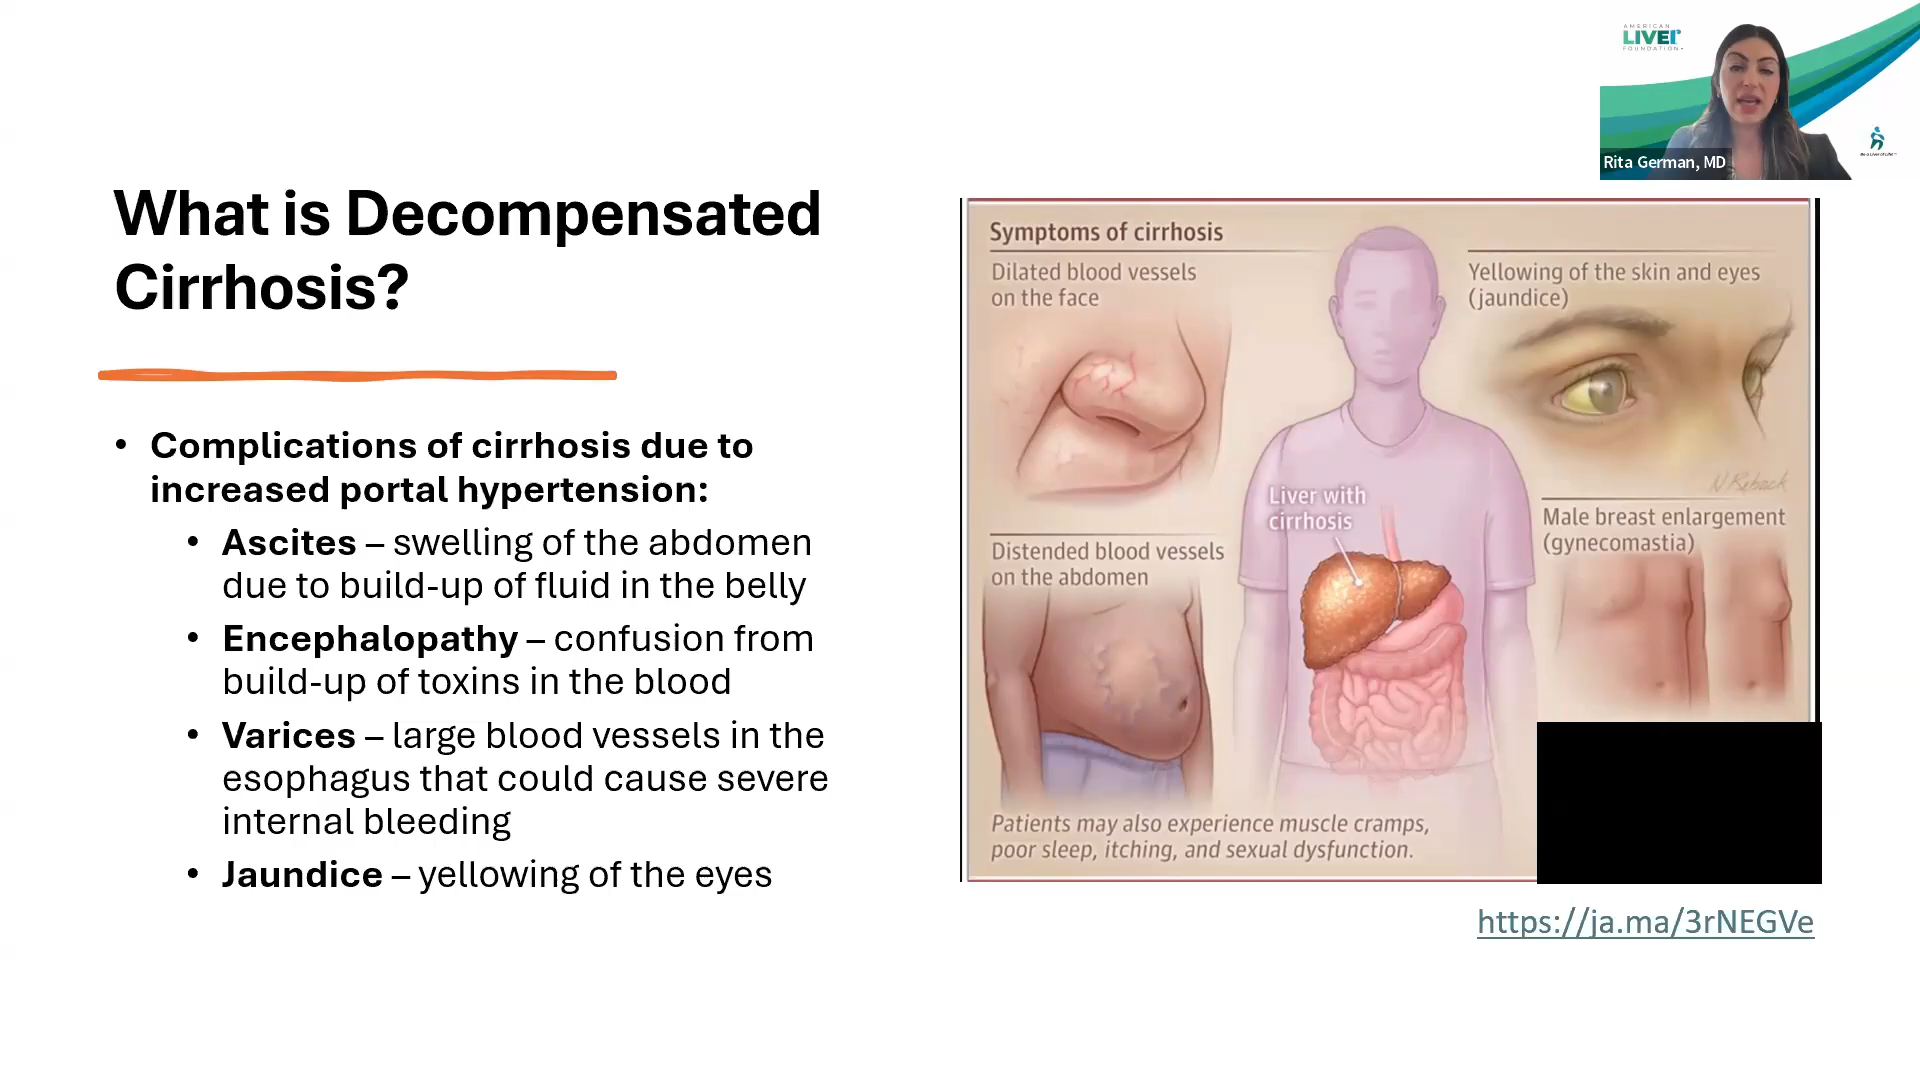 AMERICAN
LIVER
FOUNDATION
Rita German, MD
What is Decompensated
Cirrhosis?
• Complications of cirrhosis due to
increased portal hypertension:
• Ascites – swelling of the abdomen
due to build-up of fluid in the belly
• Encephalopathy – confusion from
build-up of toxins in the blood
• Varices – large blood vessels in the
esophagus that could cause severe
internal bleeding
• Jaundice – yellowing of the eyes
Symptoms of cirrhosis
Dilated blood vessels
on the face
Yellowing of the skin and eyes
(jaundice)
Liver with
cirrhosis
Distended blood vessels
on the abdomen
Male breast enlargement
(gynecomastia)
Patients may also experience muscle cramps,
poor sleep, itching, and sexual dysfunction.
https://ja.ma/3rNEGVe